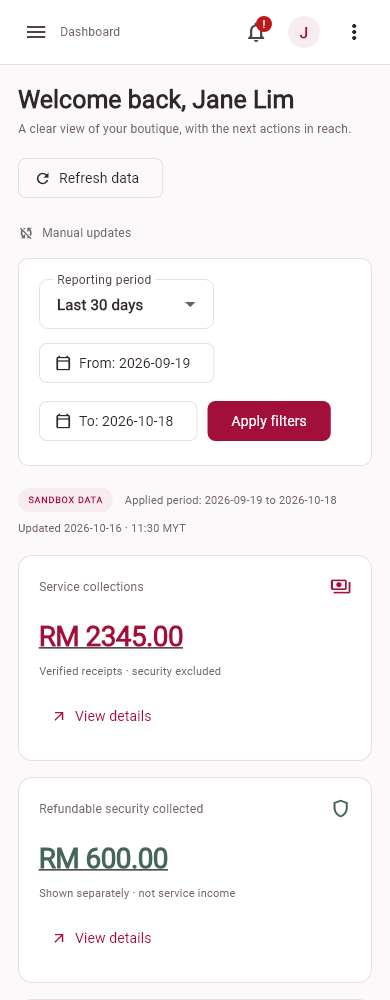 Dashboard
!
J
Welcome back, Jane Lim
A clear view of your boutique, with the next actions in reach.
Refresh data
Manual updates
Reporting period
Last 30 days
From: 2026-09-19
To: 2026-10-18
Apply filters
SANDBOX DATA
Applied period: 2026-09-19 to 2026-10-18
Updated 2026-10-16 · 11:30 MYT
Service collections
RM 2345.00
Verified receipts · security excluded
View details
Refundable security collected
RM 600.00
Shown separately · not service income
View details